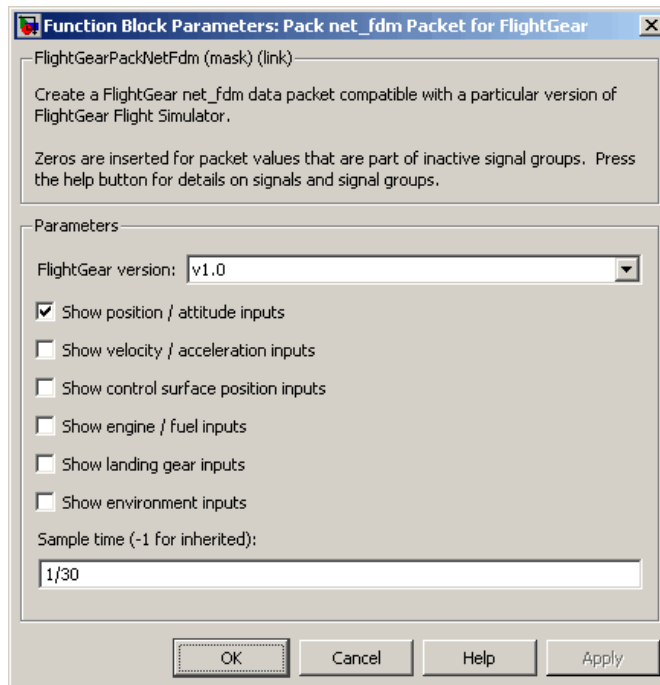 Function Block Parameters: Pack net_fdm Packet for FlightGear
FlightGearPackNetFdm (mask) (link)
Create a FlightGear net_fdm data packet compatible with a particular version of
FlightGear Flight Simulator.
Zeros are inserted for packet values that are part of inactive signal groups.  Press
the help button for details on signals and signal groups.
Parameters
FlightGear version: v1.0
Show position / attitude inputs
Show velocity / acceleration inputs
Show control surface position inputs
Show engine / fuel inputs
Show landing gear inputs
Show environment inputs
Sample time (-1 for inherited):
1/30
OK Cancel Help Apply